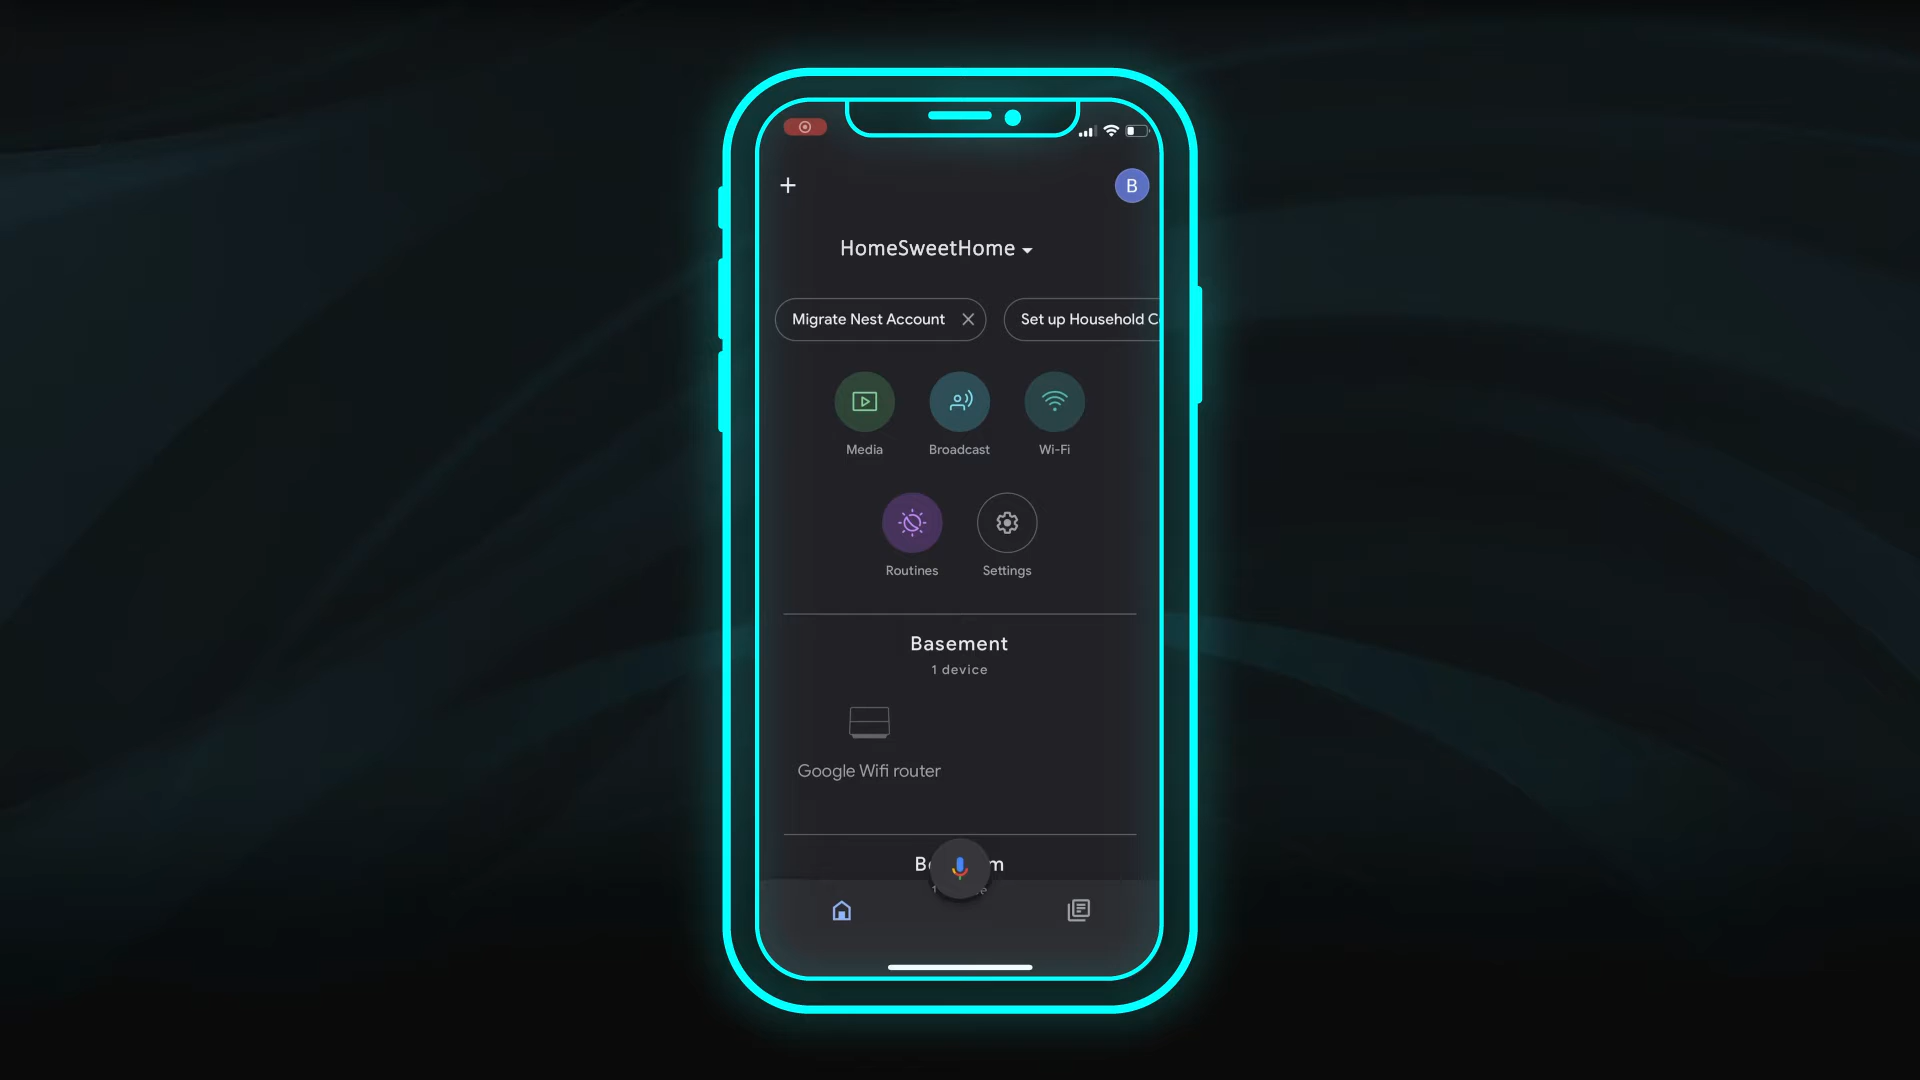 B
HomeSweetHome
Migrate Nest Account
Set up Household
Media
Broadcast
Wi-Fi
Routines
Settings
Basement
1 device
Google Wifi router